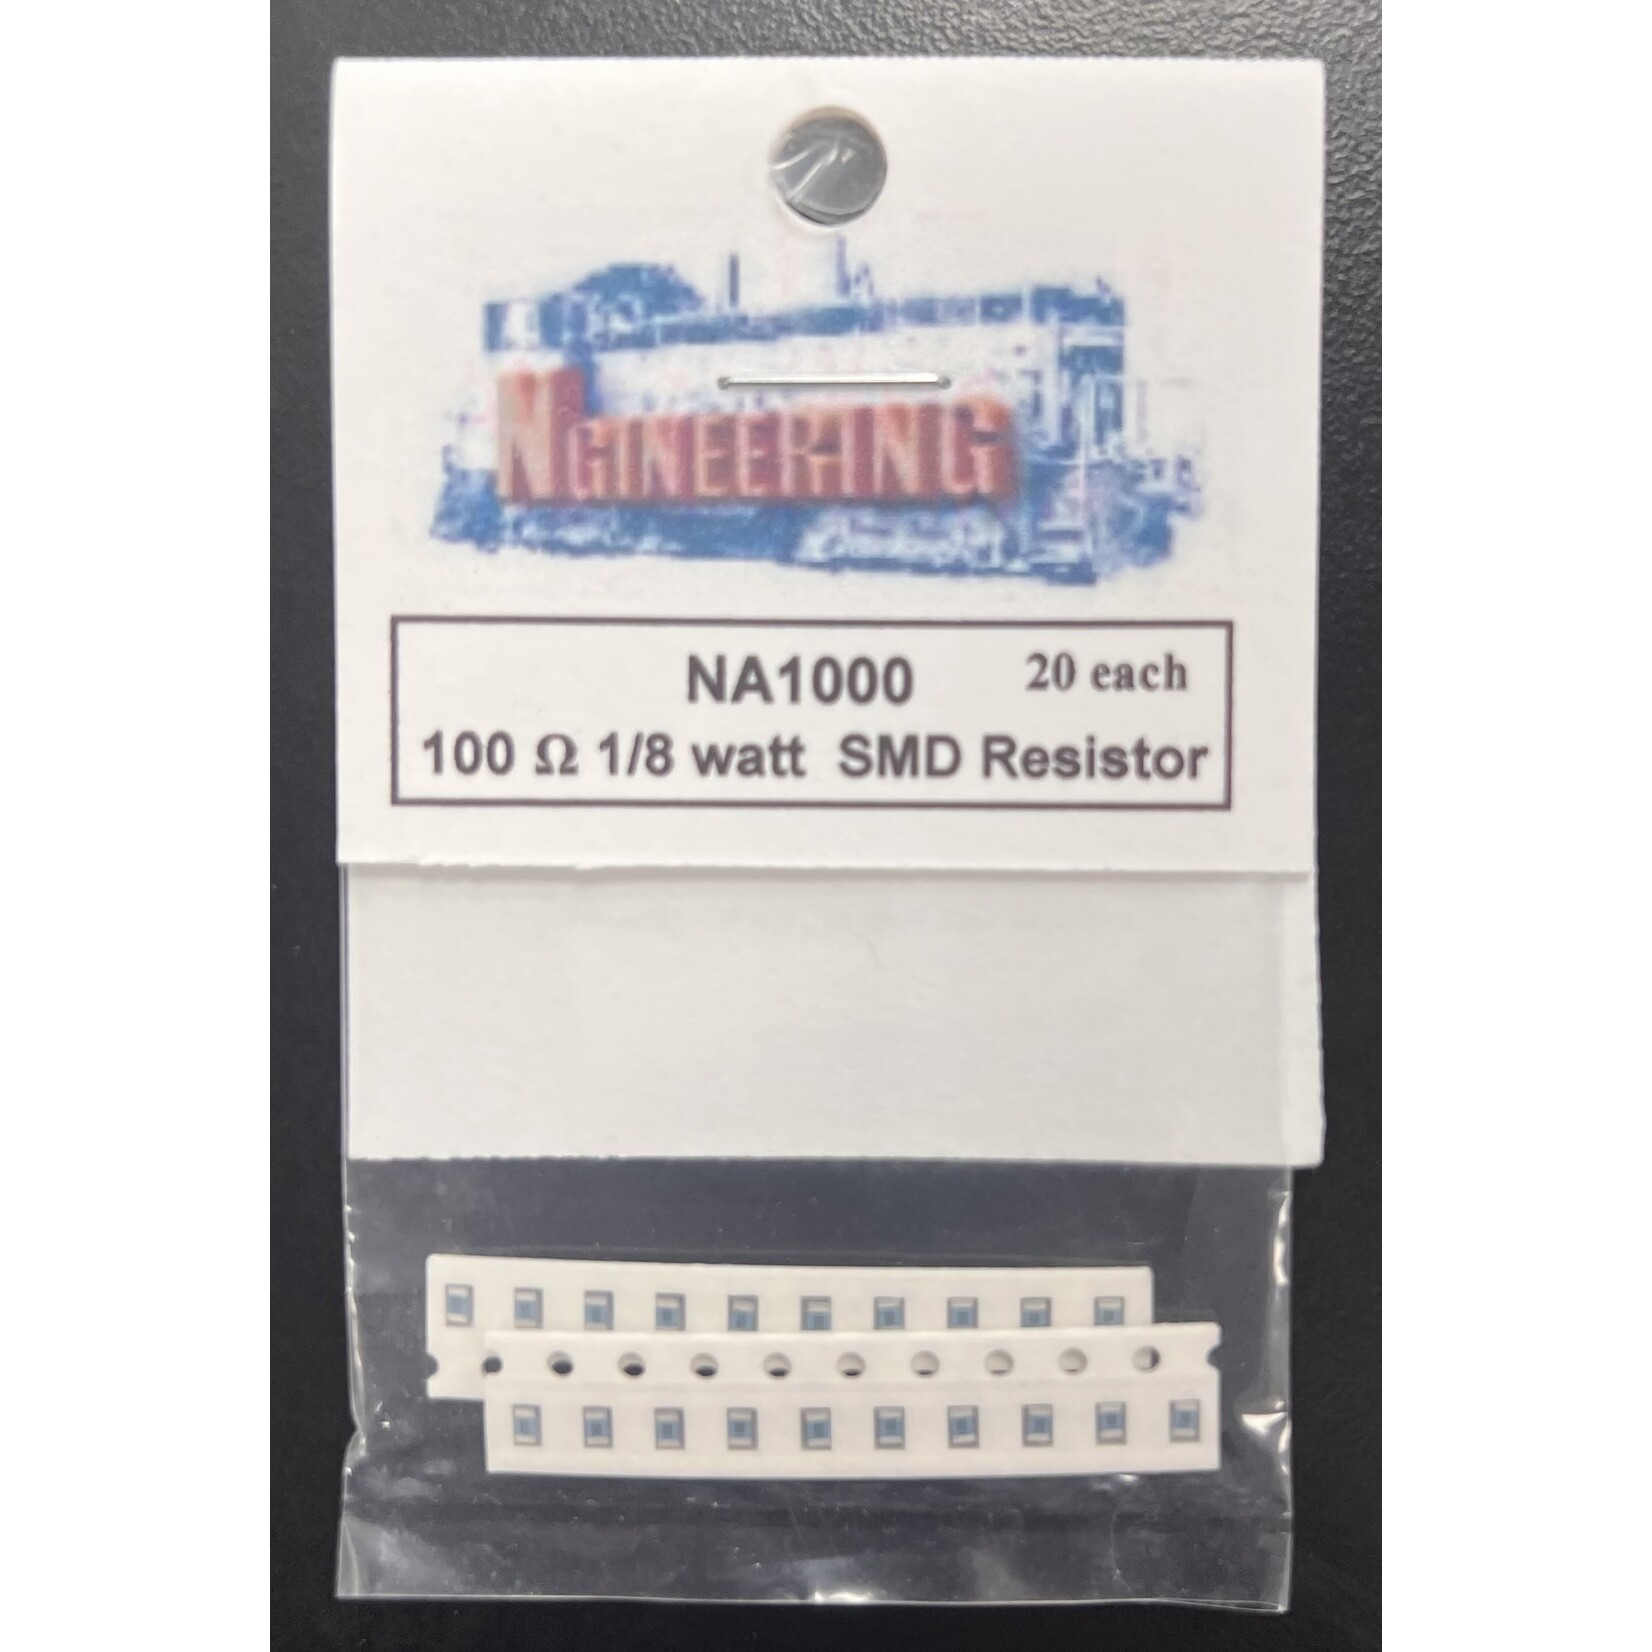 NGINEERING
NA1000 20 each
100 Ω 1/8 watt SMD Resistor